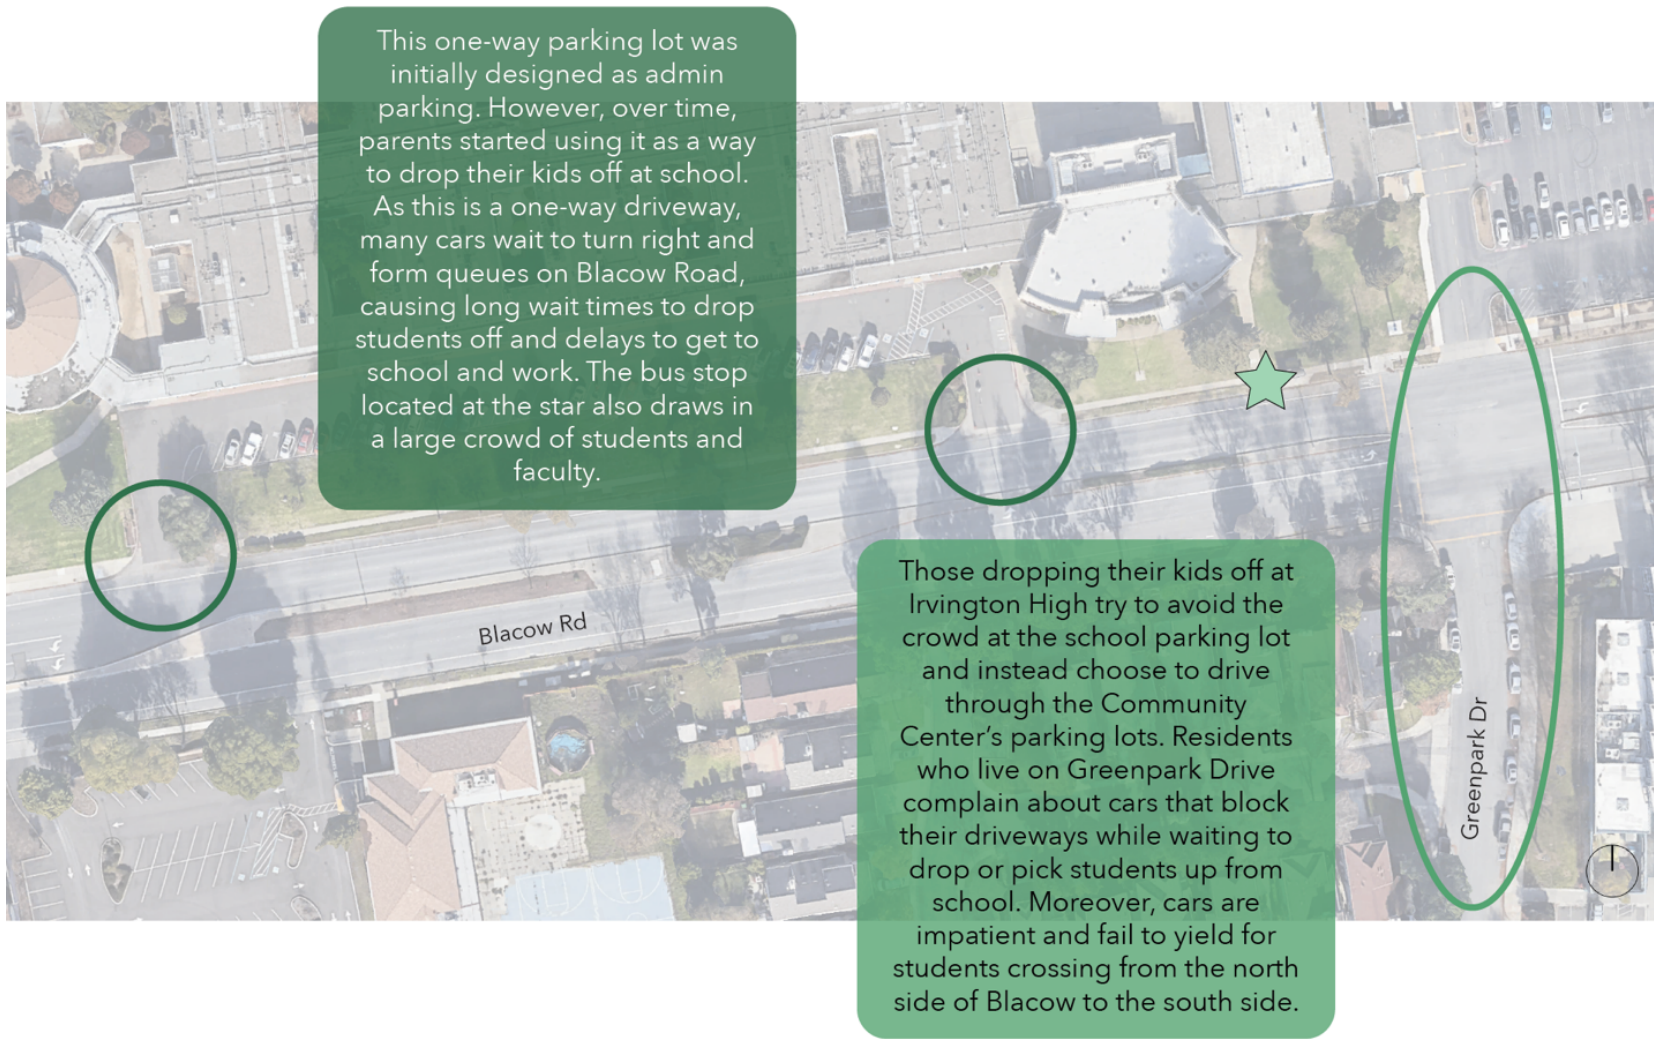 This one-way parking lot was
initially designed as admin
parking. However, over time,
parents started using it as a way
to drop their kids off at school.
As this is a one-way driveway,
many cars wait to turn right and
form queues on Blacow Road,
causing long wait times to drop
students off and delays to get to
school and work. The bus stop
located at the star also draws in
a large crowd of students and
faculty.
Blacow Rd
Those dropping their kids off at
Irvington High try to avoid the
crowd at the school parking lot
and instead choose to drive
through the Community
Center’s parking lots. Residents
who live on Greenpark Drive
complain about cars that block
their driveways while waiting to
drop or pick students up from
school. Moreover, cars are
impatient and fail to yield for
students crossing from the north
side of Blacow to the south side.
Greenpark Dr